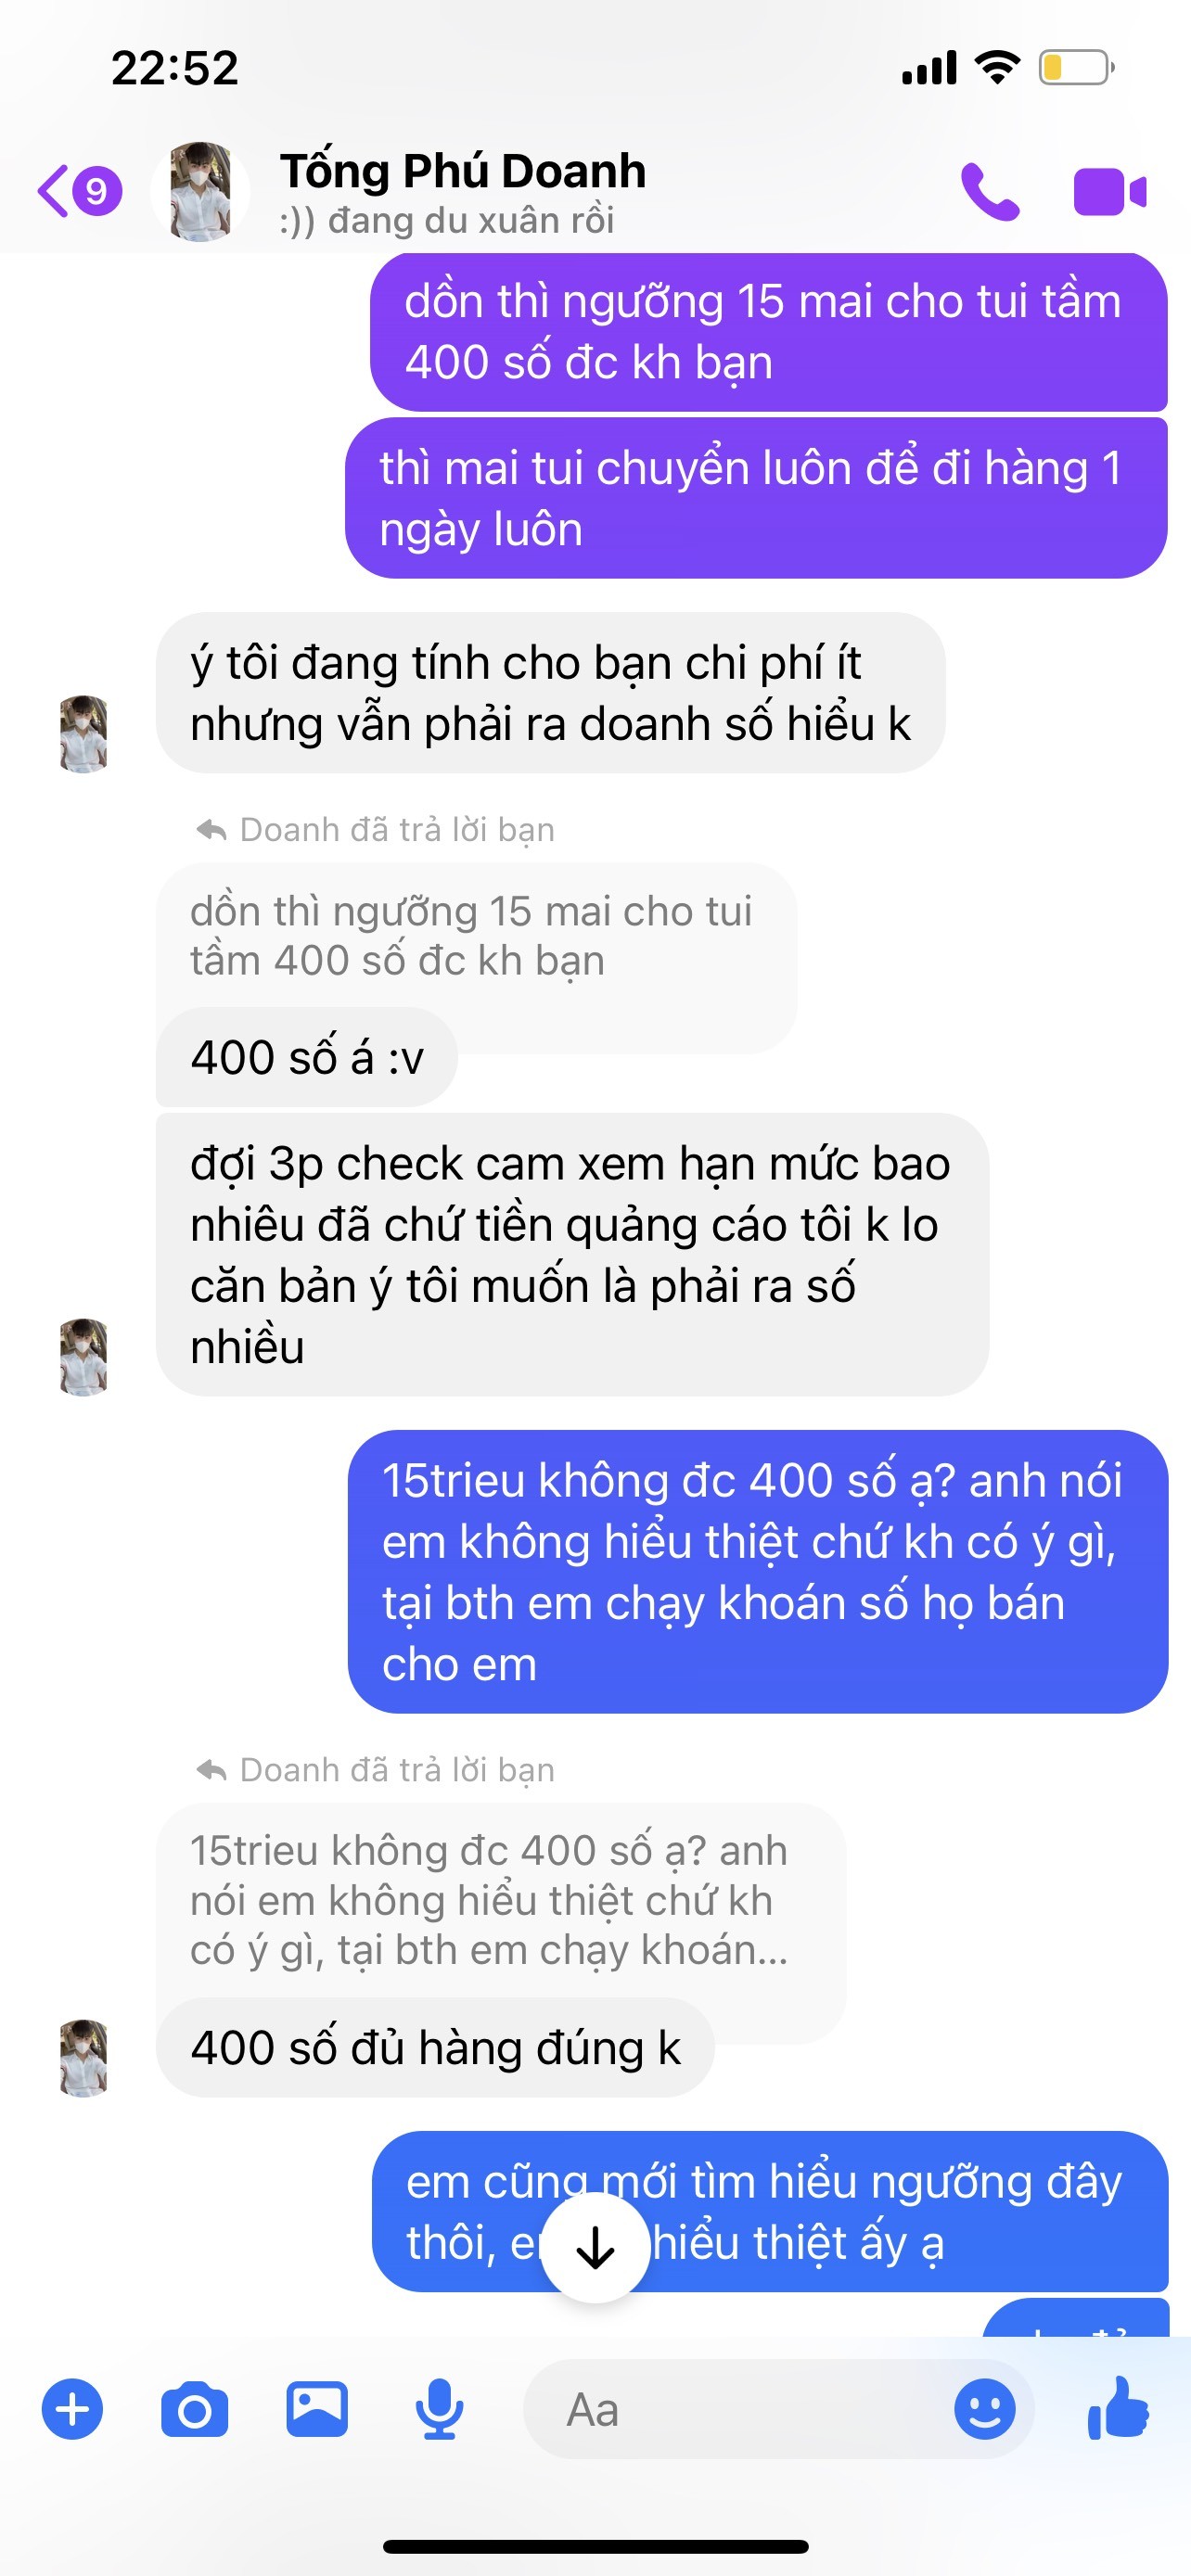 22:52
9
Tống Phú Doanh
:)) đang du xuân rồi
dồn thì ngưỡng 15 mai cho tui tầm
400 số đc kh bạn
thì mai tui chuyển luôn để đi hàng 1
ngày luôn
ý tôi đang tính cho bạn chi phí ít
nhưng vẫn phải ra doanh số hiểu k
Doanh đã trả lời bạn
dồn thì ngưỡng 15 mai cho tui
tầm 400 số đc kh bạn
400 số á :v
đợi 3p check cam xem hạn mức bao
nhiêu đã chứ tiền quảng cáo tôi k lo
căn bản ý tôi muốn là phải ra số
nhiều
15trieu không đc 400 số ạ? anh nói
em không hiểu thiệt chứ kh có ý gì,
tại bth em chạy khoán số họ bán
cho em
Doanh đã trả lời bạn
15trieu không đc 400 số ạ? anh
nói em không hiểu thiệt chứ kh
có ý gì, tại bth em chạy khoán...
400 số đủ hàng đúng k
em cũng mới tìm hiểu ngưỡng đây
thôi, hiểu thiệt ấy ạ
Aa